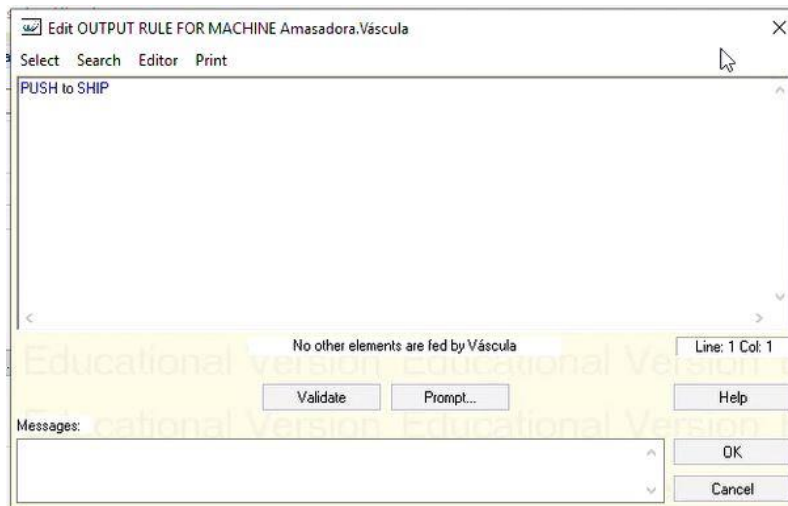 Edit OUTPUT RULE FOR MACHINE Amasadora.Váscula
Select Search Editor Print
PUSH to SHIP
No other elements are fed by Váscula
Line: 1 Col: 1
Educational Version Educational Version
Validate Prompt... Help
Educational Version Educational Version
Messages:
OK
Cancel